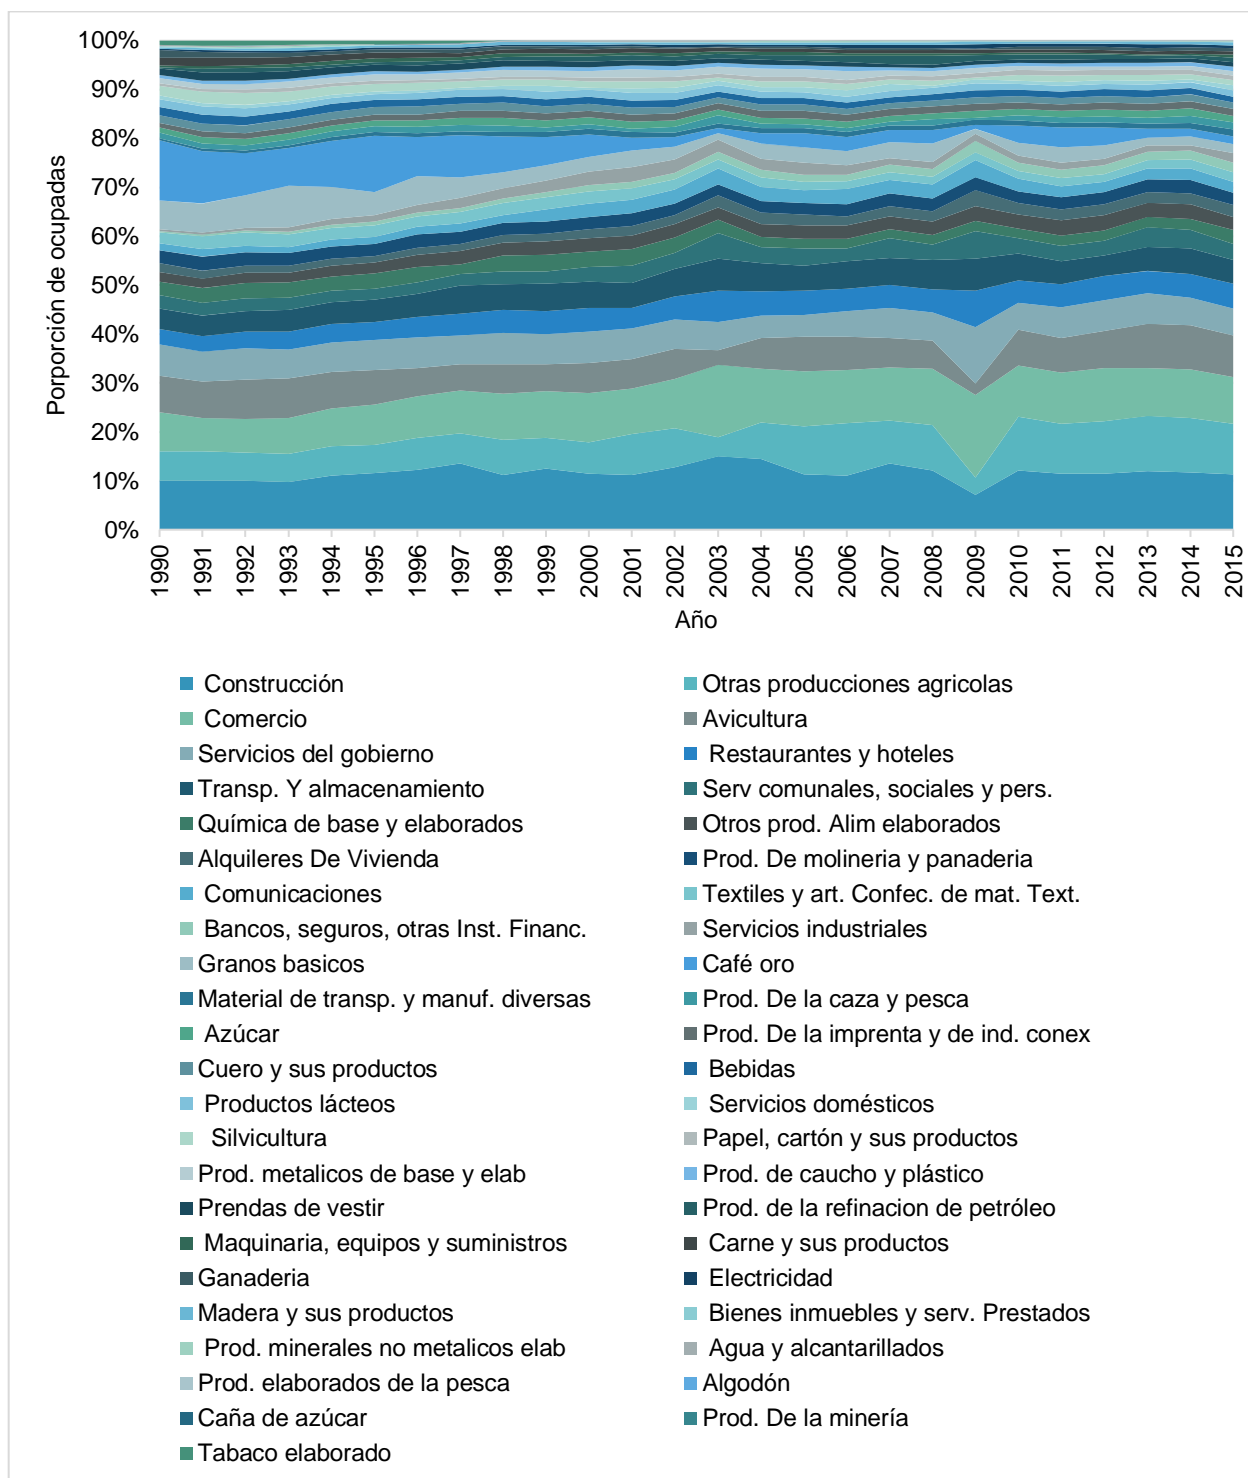 100%
90%
80%
70%
60%
50%
40%
30%
20%
10%
0%
Porporción de ocupadas
1990 1991 1992 1993 1994 1995 1996 1997 1998 1999 2000 2001 2002 2003 2004 2005 2006 2007 2008 2009 2010 2011 2012 2013 2014 2015
Año
Construcción Otras producciones agricolas
Comercio Avicultura
Servicios del gobierno Restaurantes y hoteles
Transp. Y almacenamiento Serv comunales, sociales y pers.
Química de base y elaborados Otros prod. Alim elaborados
Alquileres De Vivienda Prod. De molineria y panaderia
Comunicaciones Textiles y art. Confec. de mat. Text.
Bancos, seguros, otras Inst. Financ. Servicios industriales
Granos basicos Café oro
Material de transp. y manuf. diversas Prod. De la caza y pesca
Azúcar Prod. De la imprenta y de ind. conex
Cuero y sus productos Bebidas
Productos lácteos Servicios domésticos
Silvicultura Papel, cartón y sus productos
Prod. metalicos de base y elab Prod. de caucho y plástico
Prendas de vestir Prod. de la refinacion de petróleo
Maquinaria, equipos y suministros Carne y sus productos
Ganaderia Electricidad
Madera y sus productos Bienes inmuebles y serv. Prestados
Prod. minerales no metalicos elab Agua y alcantarillados
Prod. elaborados de la pesca Algodón
Caña de azúcar Prod. De la minería
Tabaco elaborado